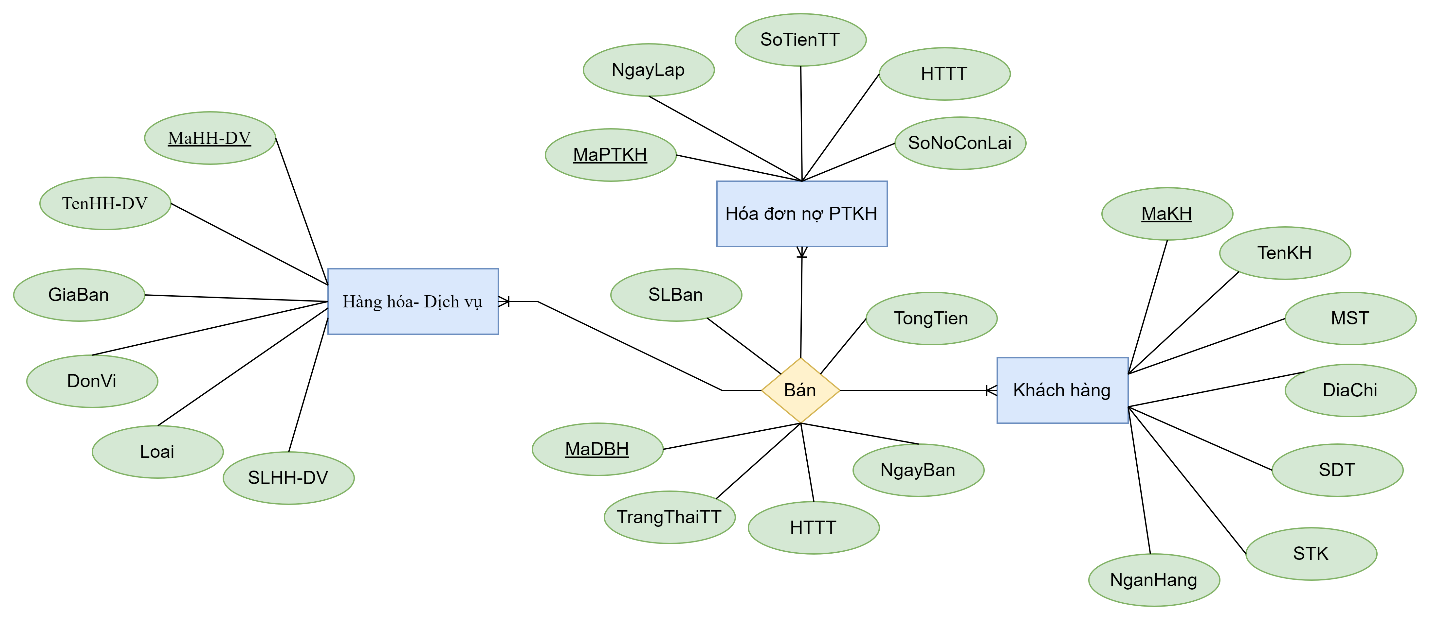 SoTienTT
NgayLap
HTTT
MaHH-DV
SoNoConLai
MaPTKH
TenHH-DV
Hóa đơn nợ PTKH
MaKH
TenKH
GiaBan
Hàng hóa- Dịch vụ
SLBan
TongTien
MST
DonVi
Bán
Khách hàng
DiaChi
Loai
MaDBH
SLHH-DV
NgayBan
SDT
TrangThaiTT
HTTT
STK
NganHang